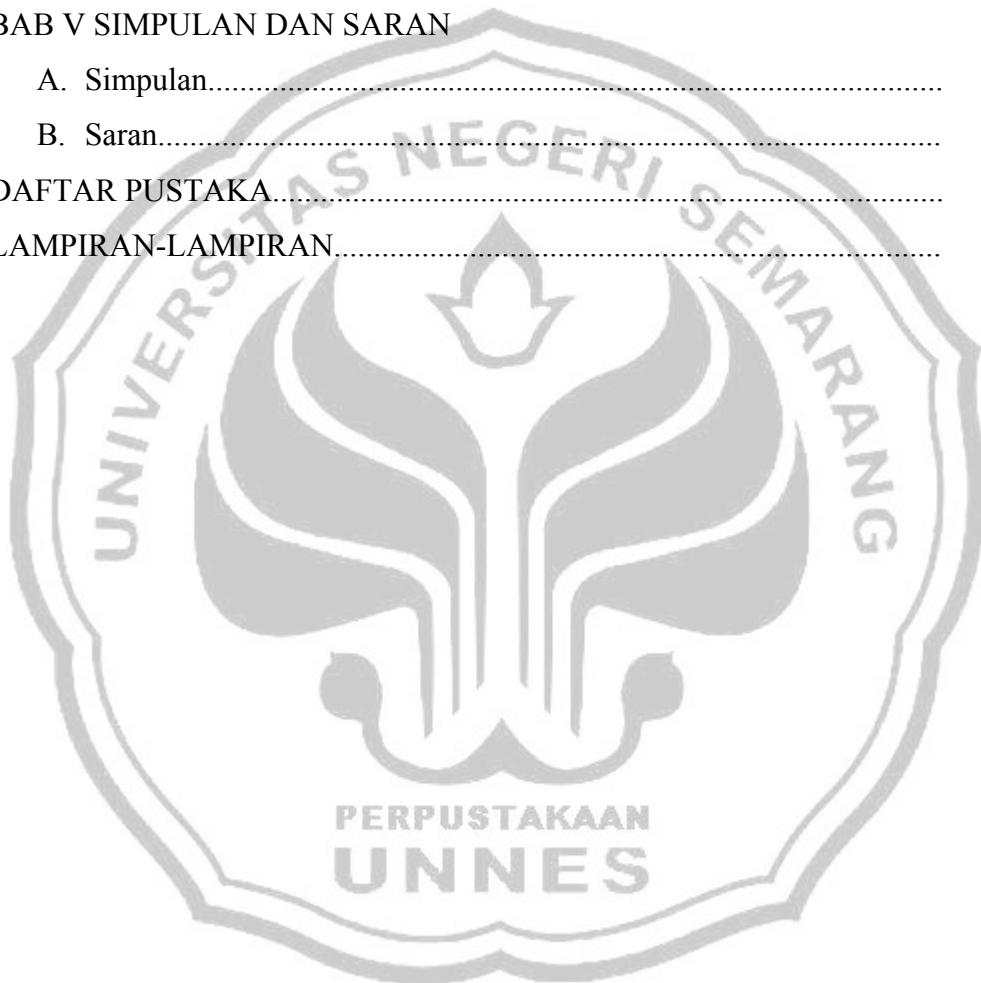 BAB V SIMPULAN DAN SARAN
A. Simpulan.............................................................................................
B. Saran...................................................................................................
DAFTAR PUSTAKA.....................................................................................
LAMPIRAN-LAMPIRAN.............................................................................
UNIVERSITAS NEGERI SEMARANG
PERPUSTAKAAN
UNNES